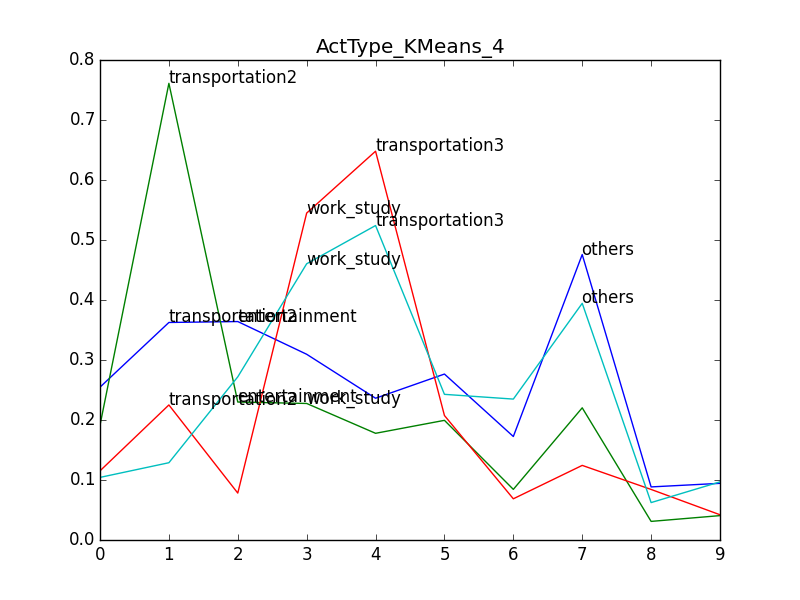 ActType_KMeans_4
0.8
transportation2
0.7
transportation3
0.6
work_study
transportation3
0.5
others
work_study
0.4
others
transportation2
entertainment
0.3
entertainment
work_study
transportation2
0.2
0.1
0.0
0 1 2 3 4 5 6 7 8 9